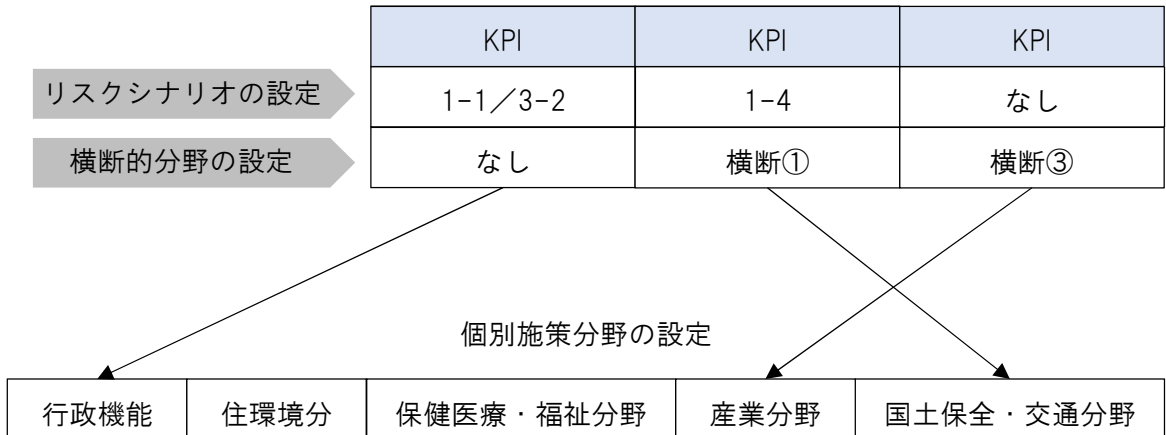 KPI KPI KPI
リスクシナリオの設定 1-1／3-2 1-4 なし
横断的分野の設定 なし 横断① 横断③
個別施策分野の設定
行政機能 住環境分 保健医療・福祉分野 産業分野 国土保全・交通分野